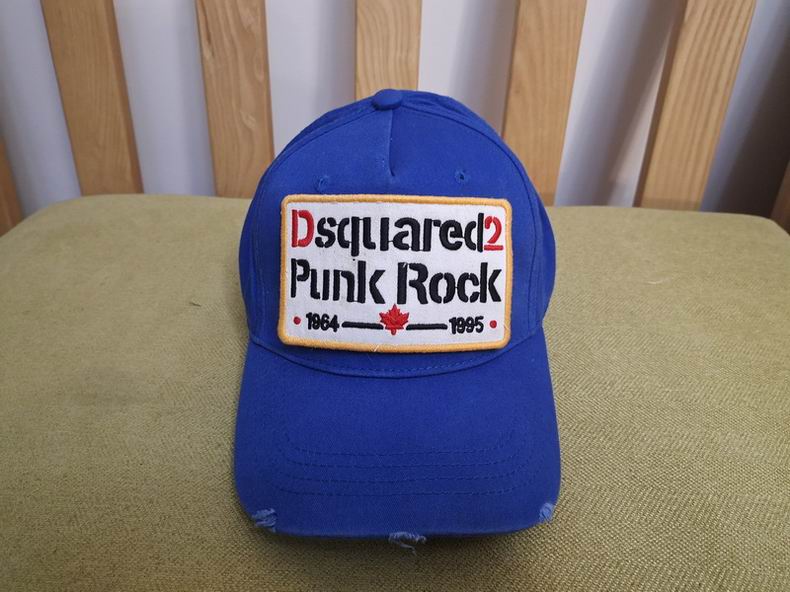 Dsquared2
Punk Rock
• 1964 — 1995 •